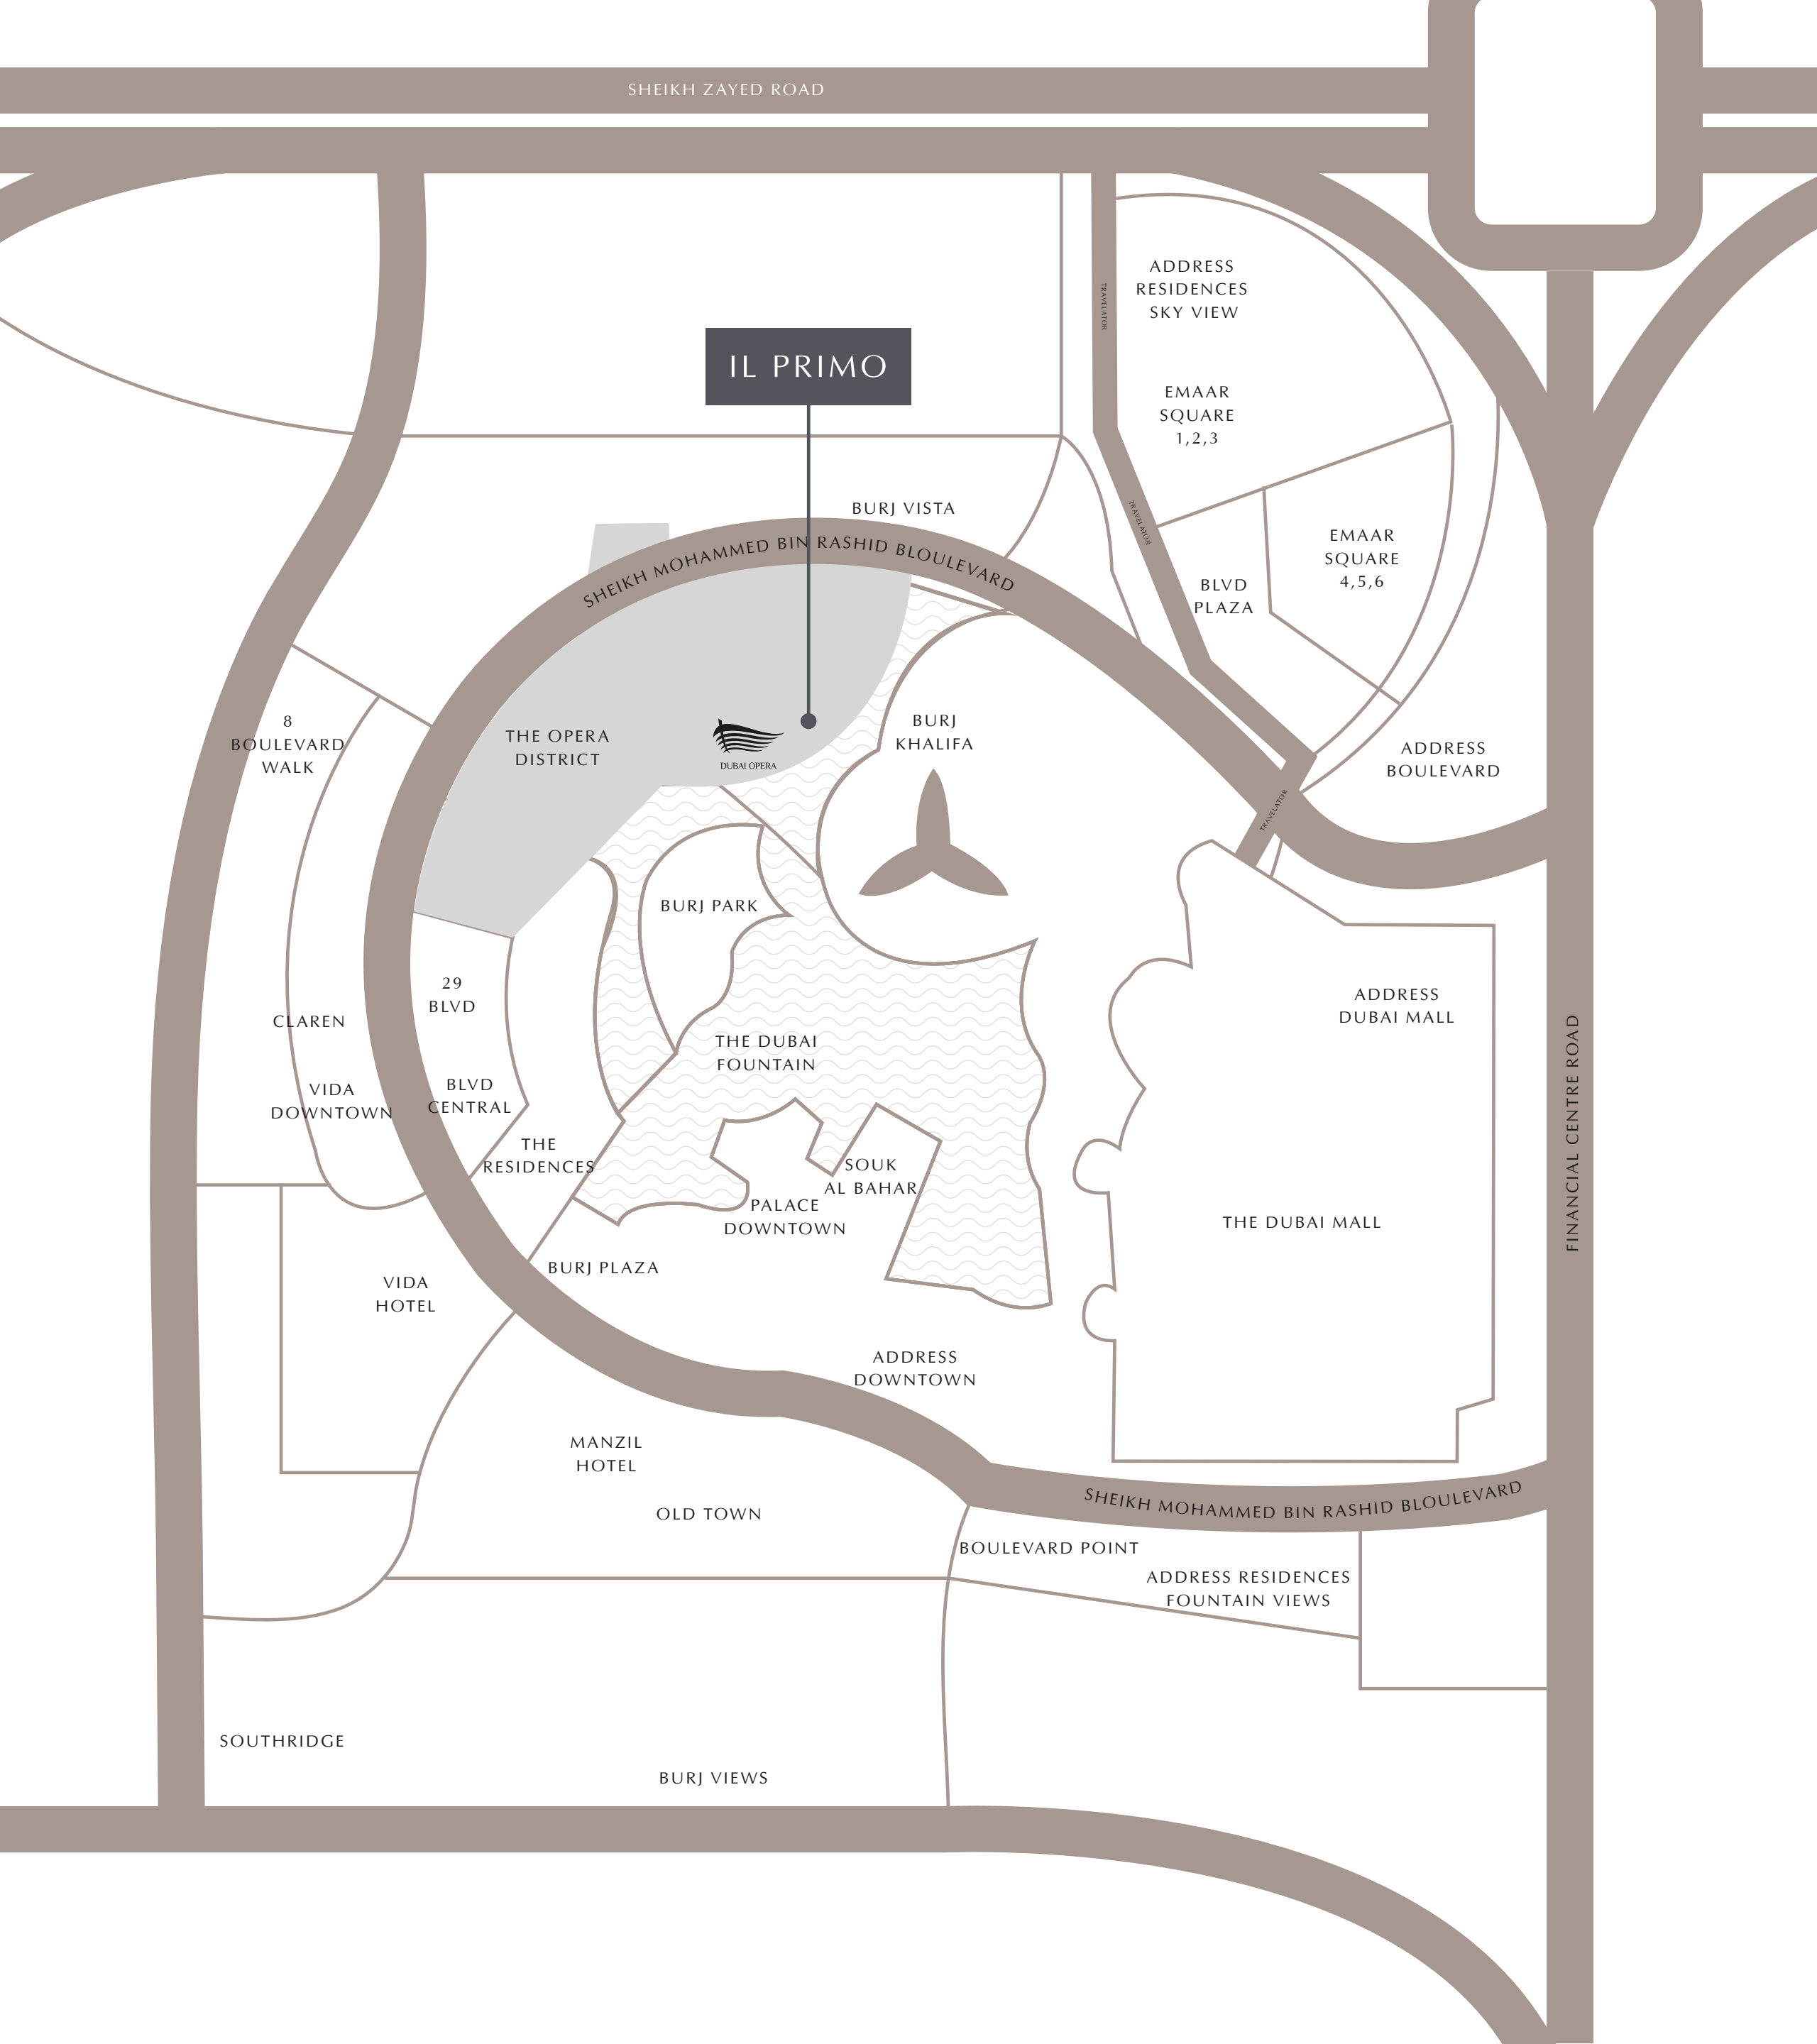 SHEIKH ZAYED ROAD
ADDRESS
RESIDENCES
SKY VIEW
TRAVELATOR
IL PRIMO
EMAAR
SQUARE
1,2,3
BURJ VISTA
TRAVELATOR
SHEIKH MOHAMMED BIN RASHID BLOULEVARD
EMAAR
SQUARE
4,5,6
BLVD
PLAZA
8
BOULEVARD
WALK
THE OPERA
DISTRICT
DUBAI OPERA
BURJ
KHALIFA
ADDRESS
BOULEVARD
TRAVELATOR
BURJ PARK
29
BLVD
CLAREN
ADDRESS
DUBAI MALL
THE DUBAI
FOUNTAIN
VIDA
DOWNTOWN
BLVD
CENTRAL
THE
RESIDENCES
SOUK
AL BAHAR
PALACE
DOWNTOWN
THE DUBAI MALL
FINANCIAL CENTRE ROAD
BURJ PLAZA
VIDA
HOTEL
ADDRESS
DOWNTOWN
MANZIL
HOTEL
OLD TOWN
SHEIKH MOHAMMED BIN RASHID BLOULEVARD
BOULEVARD POINT
ADDRESS RESIDENCES
FOUNTAIN VIEWS
SOUTHRIDGE
BURJ VIEWS